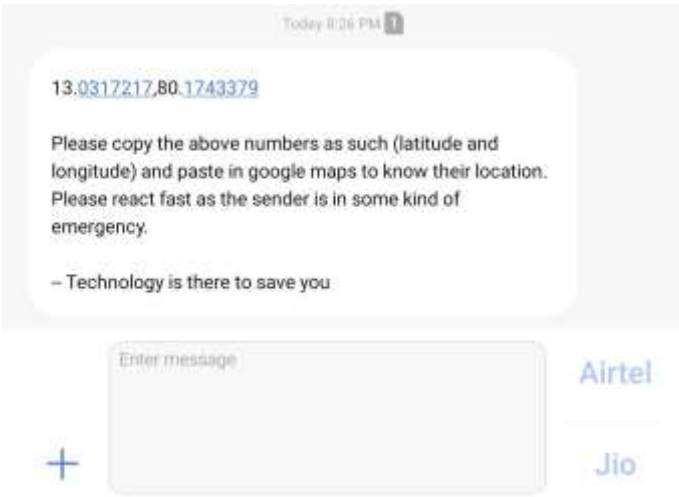 Today 8:26 PM 1
13.0317217,80.1743379
Please copy the above numbers as such (latitude and
longitude) and paste in google maps to know their location.
Please react fast as the sender is in some kind of
emergency.
– Technology is there to save you
Enter message
Airtel
Jio